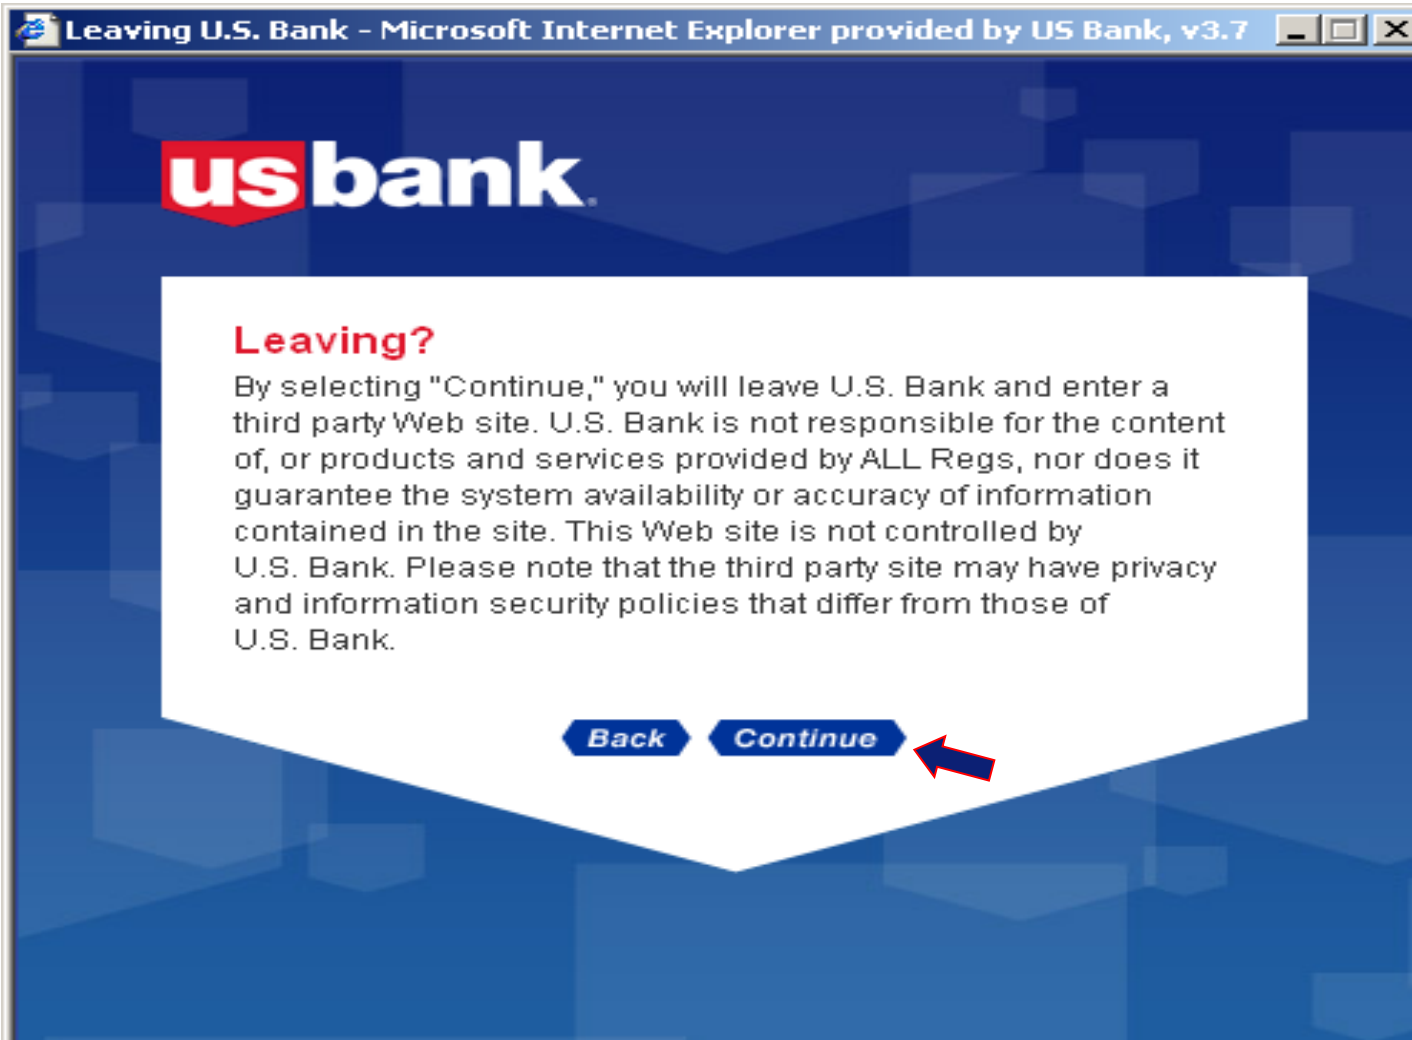 Leaving U.S. Bank - Microsoft Internet Explorer provided by US Bank, v3.7
usbank.
Leaving?
By selecting "Continue," you will leave U.S. Bank and enter a
third party Web site. U.S. Bank is not responsible for the content
of, or products and services provided by ALL Regs, nor does it
guarantee the system availability or accuracy of information
contained in the site. This Web site is not controlled by
U.S. Bank. Please note that the third party site may have privacy
and information security policies that differ from those of
U.S. Bank.
Back Continue